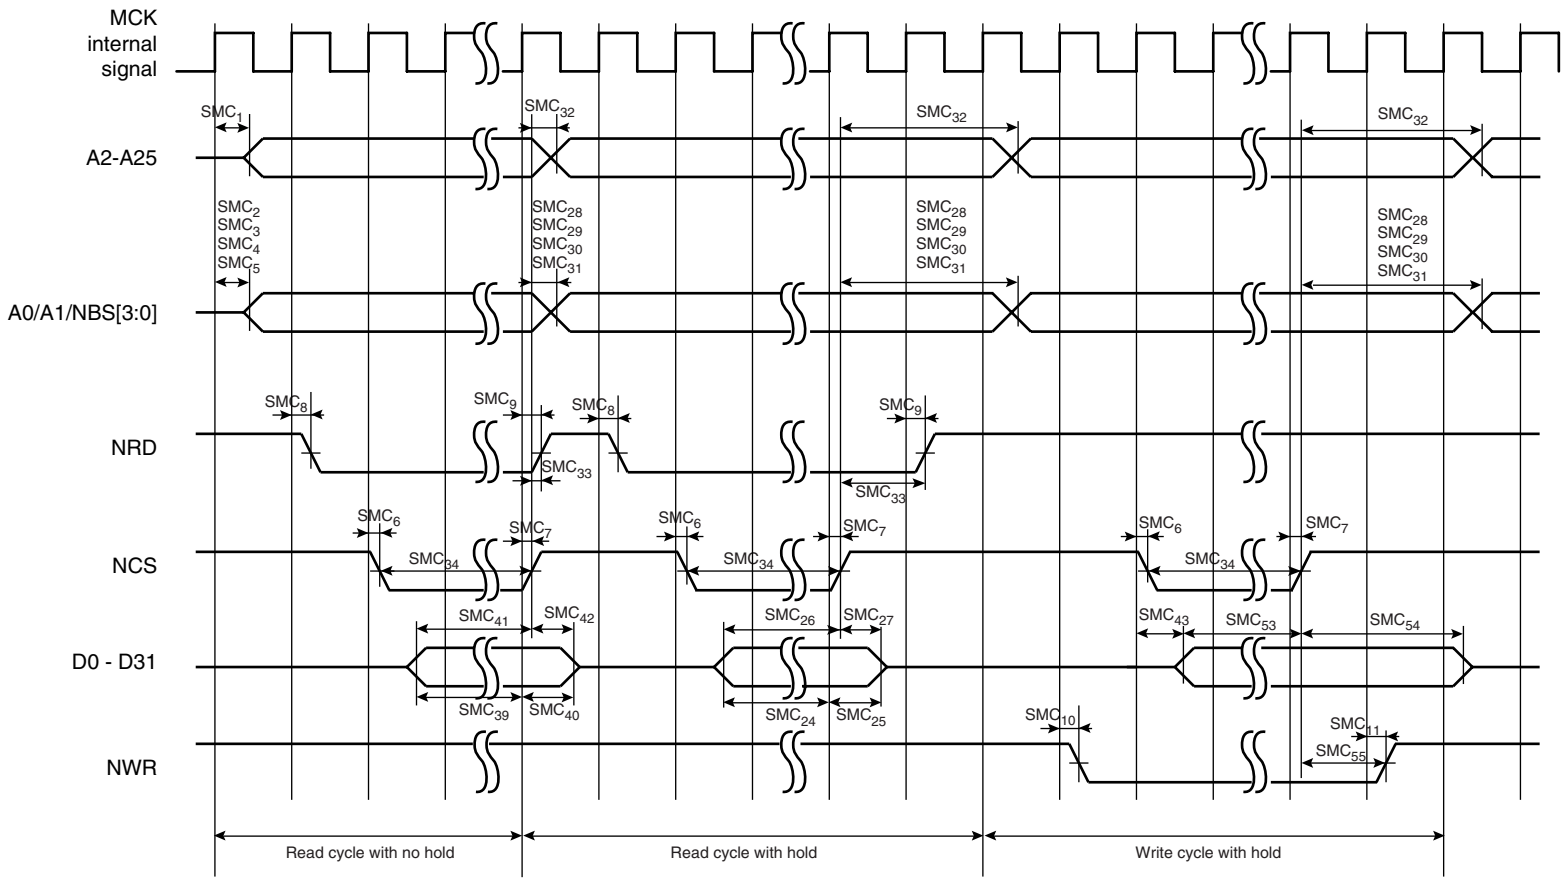 MCK
internal
signal
SMC1 SMC32 SMC32 SMC32
A2-A25
SMC2 SMC28 SMC28 SMC28
SMC3 SMC29 SMC29 SMC29
SMC4 SMC30 SMC30 SMC30
SMC5 SMC31 SMC31 SMC31
A0/A1/NBS[3:0]
SMC8 SMC9 SMC8 SMC9
NRD
SMC33 SMC33
SMC6 SMC7 SMC6 SMC7 SMC6 SMC7
NCS SMC34 SMC34 SMC34
SMC41 SMC42 SMC26 SMC27 SMC43 SMC53 SMC54
D0 - D31
SMC39 SMC40 SMC24 SMC25
SMC10 SMC11
NWR SMC55
Read cycle with no hold Read cycle with hold Write cycle with hold